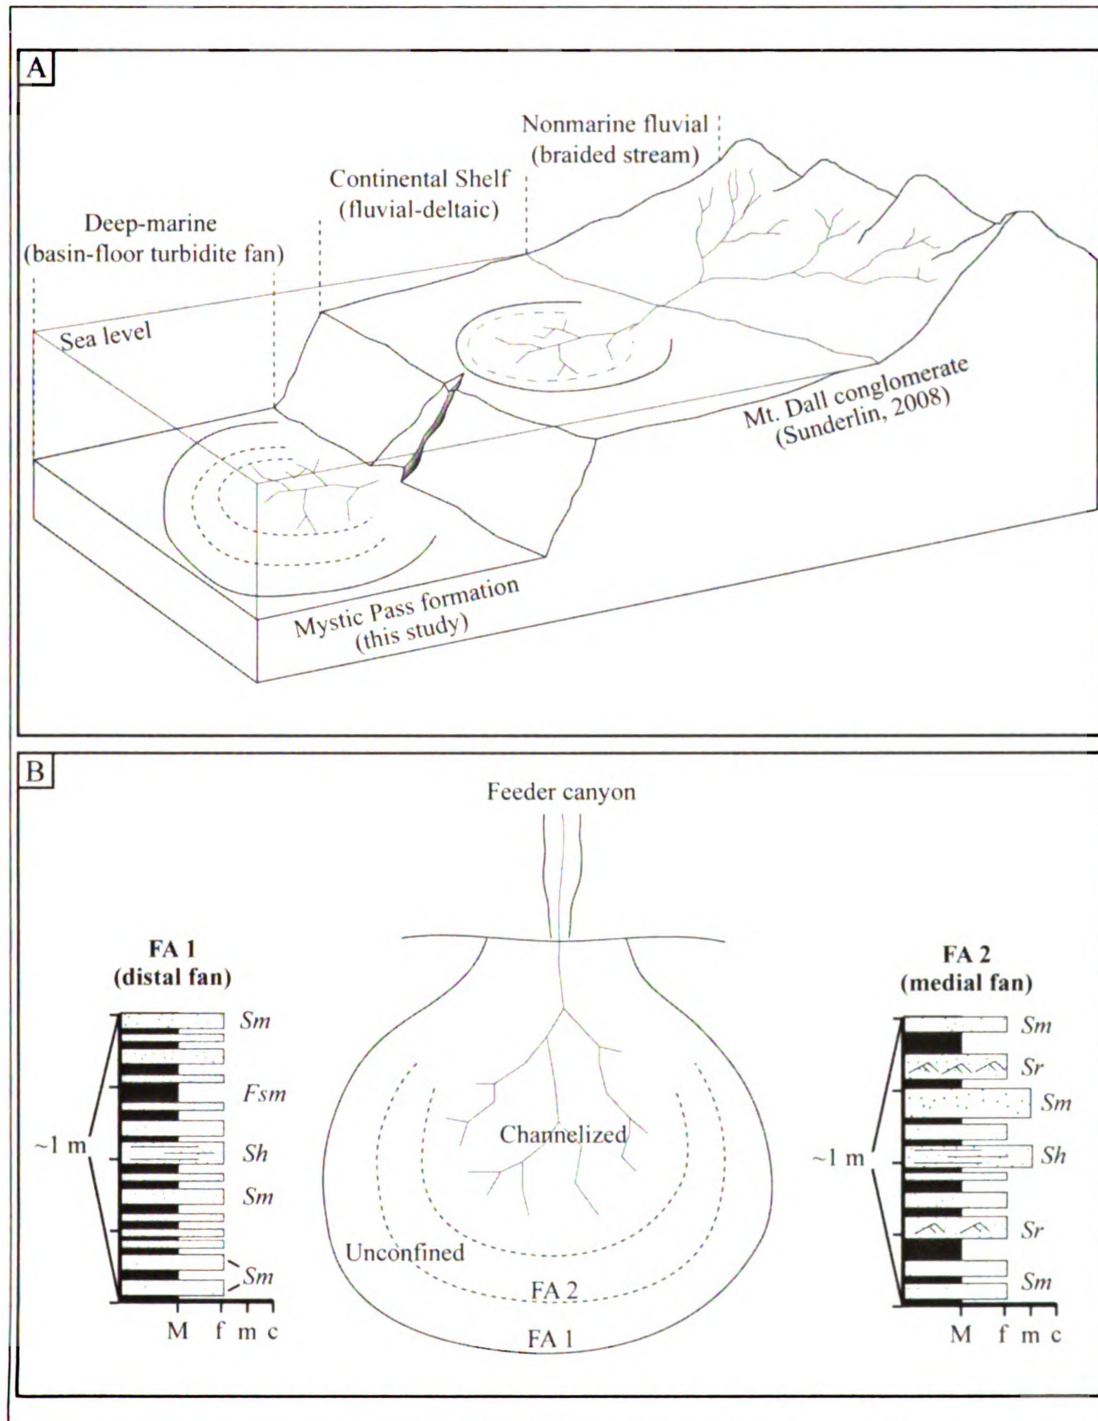 A
Nonmarine fluvial
(braided stream)
Continental Shelf
(fluvial-deltaic)
Deep-marine
(basin-floor turbidite fan)
Sea level
Mt. Dall conglomerate
(Sunderlin, 2008)
Mystic Pass formation
(this study)
B
Feeder canyon
FA 1
(distal fan)
Sm
Fsm
~1 m
Sh
Sm
Sm
M f m c
Channelized
Unconfined
FA 2
FA 1
FA 2
(medial fan)
Sm
Sr
Sm
~1 m
Sh
Sr
Sm
M f m c